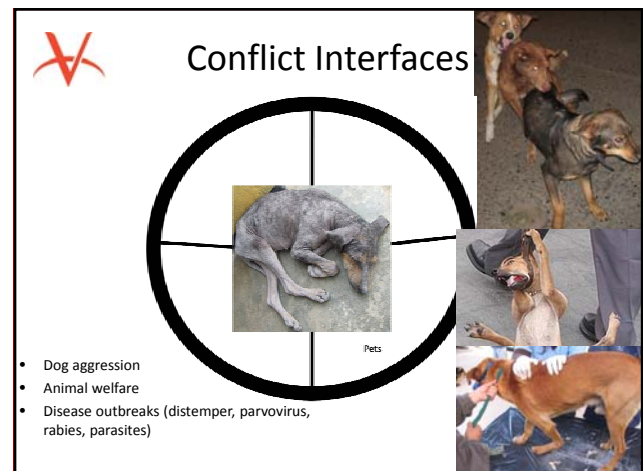 Conflict Interfaces
Pets
• Dog aggression
• Animal welfare
• Disease outbreaks (distemper, parvovirus,
rabies, parasites)